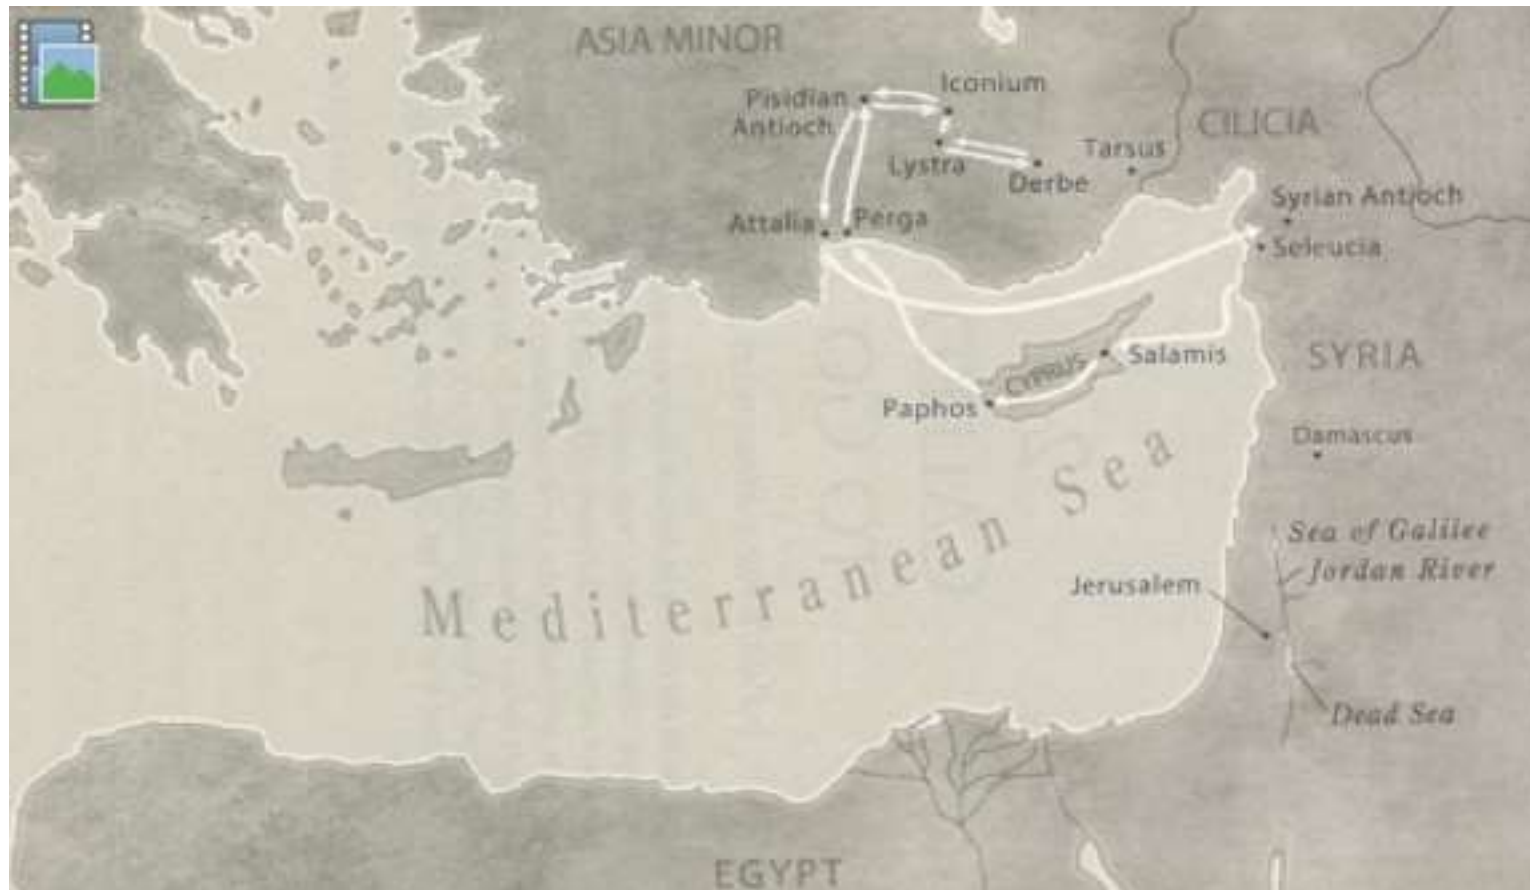 ASIA MINOR
Iconium
Pisidian
Antioch
CILICIA
Tarsus
Lystra
Derbe
Syrian Antioch
Attalia
Perga
Seleucia
CYPRUS
Salamis
SYRIA
Paphos
Damascus
Mediterranean Sea
Sea of Galilee
Jordan River
Jerusalem
Dead Sea
EGYPT